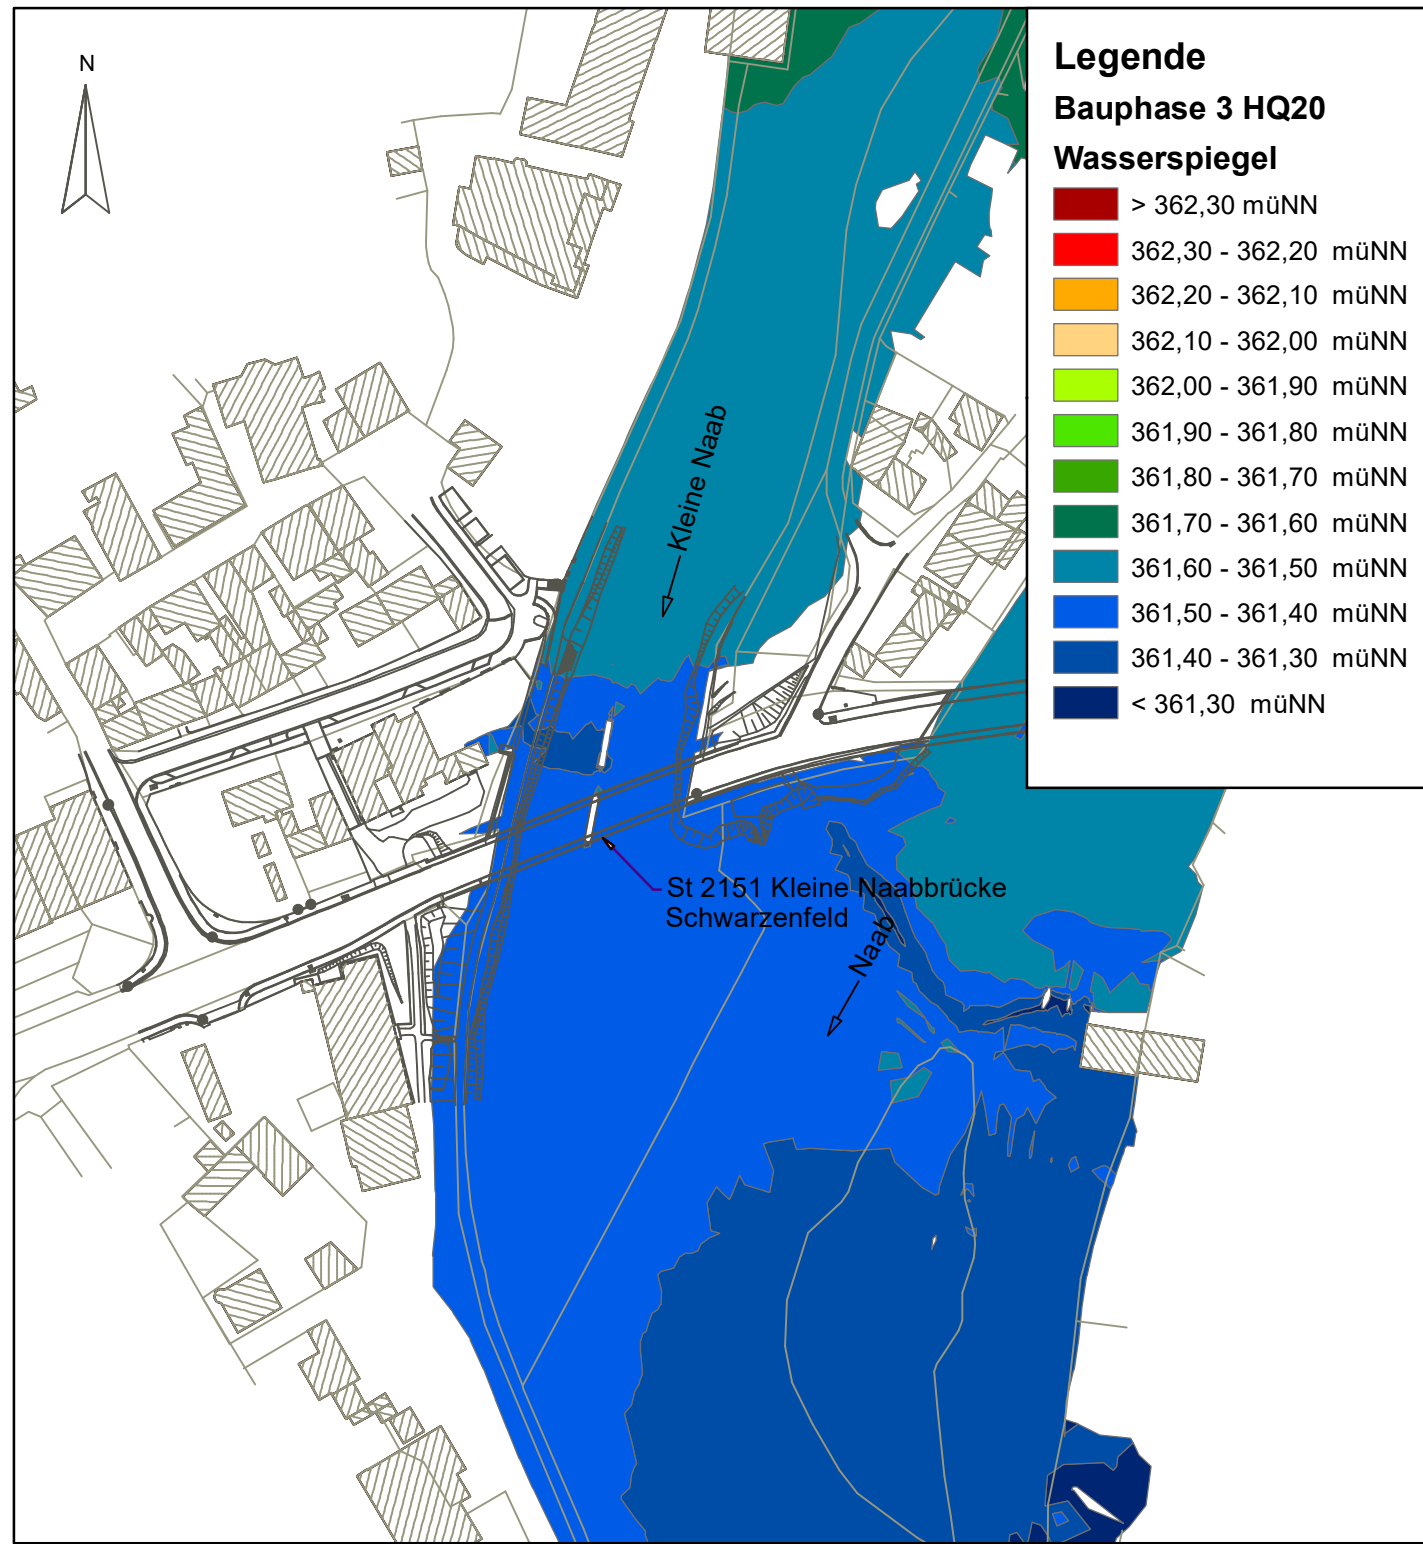 N
Legende
Bauphase 3 HQ20
Wasserspiegel
> 362,30 müNN
362,30 - 362,20 müNN
362,20 - 362,10 müNN
362,10 - 362,00 müNN
362,00 - 361,90 müNN
361,90 - 361,80 müNN
361,80 - 361,70 müNN
361,70 - 361,60 müNN
361,60 - 361,50 müNN
361,50 - 361,40 müNN
361,40 - 361,30 müNN
< 361,30 müNN
Kleine Naab
St 2151 Kleine Naabbrücke
Schwarzenfeld
Naab